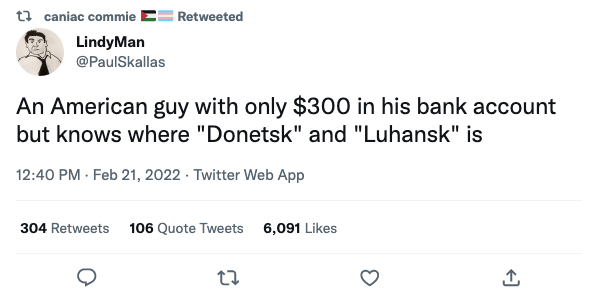 caniac commie 🇵🇸🏳️‍⚧️ Retweeted
LindyMan
@PaulSkallas
An American guy with only $300 in his bank account
but knows where "Donetsk" and "Luhansk" is
12:40 PM · Feb 21, 2022 · Twitter Web App
304 Retweets 106 Quote Tweets 6,091 Likes